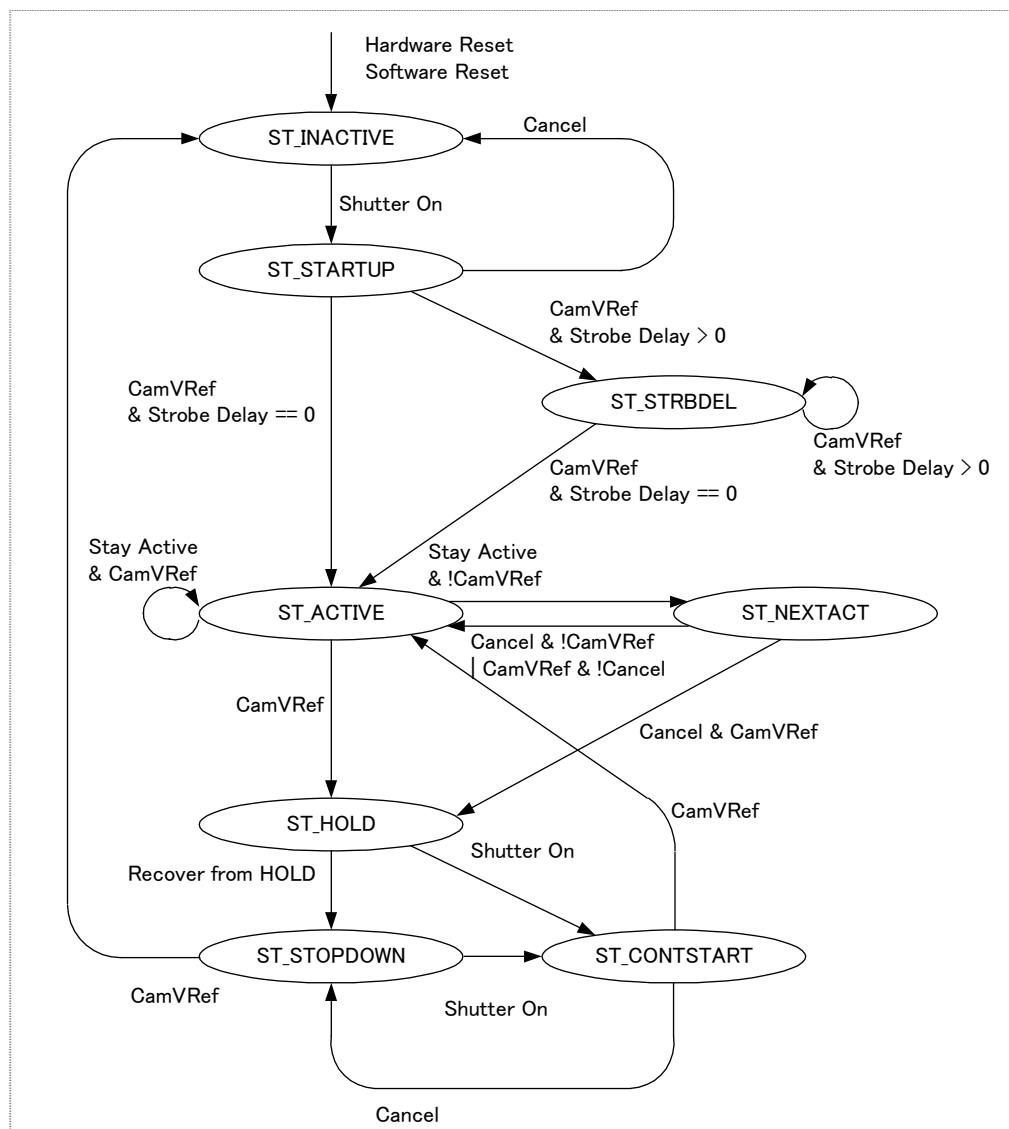 Hardware Reset
Software Reset
ST_INACTIVE
Cancel
Shutter On
ST_STARTUP
CamVRef
& Strobe Delay > 0
CamVRef
& Strobe Delay == 0
ST_STRBDEL
CamVRef
& Strobe Delay > 0
CamVRef
& Strobe Delay == 0
Stay Active
& CamVRef
Stay Active
& !CamVRef
ST_ACTIVE
ST_NEXTACT
Cancel & !CamVRef
| CamVRef & !Cancel
CamVRef
Cancel & CamVRef
ST_HOLD
CamVRef
Shutter On
Recover from HOLD
ST_STOPDOWN
ST_CONTSTART
CamVRef
Shutter On
Cancel